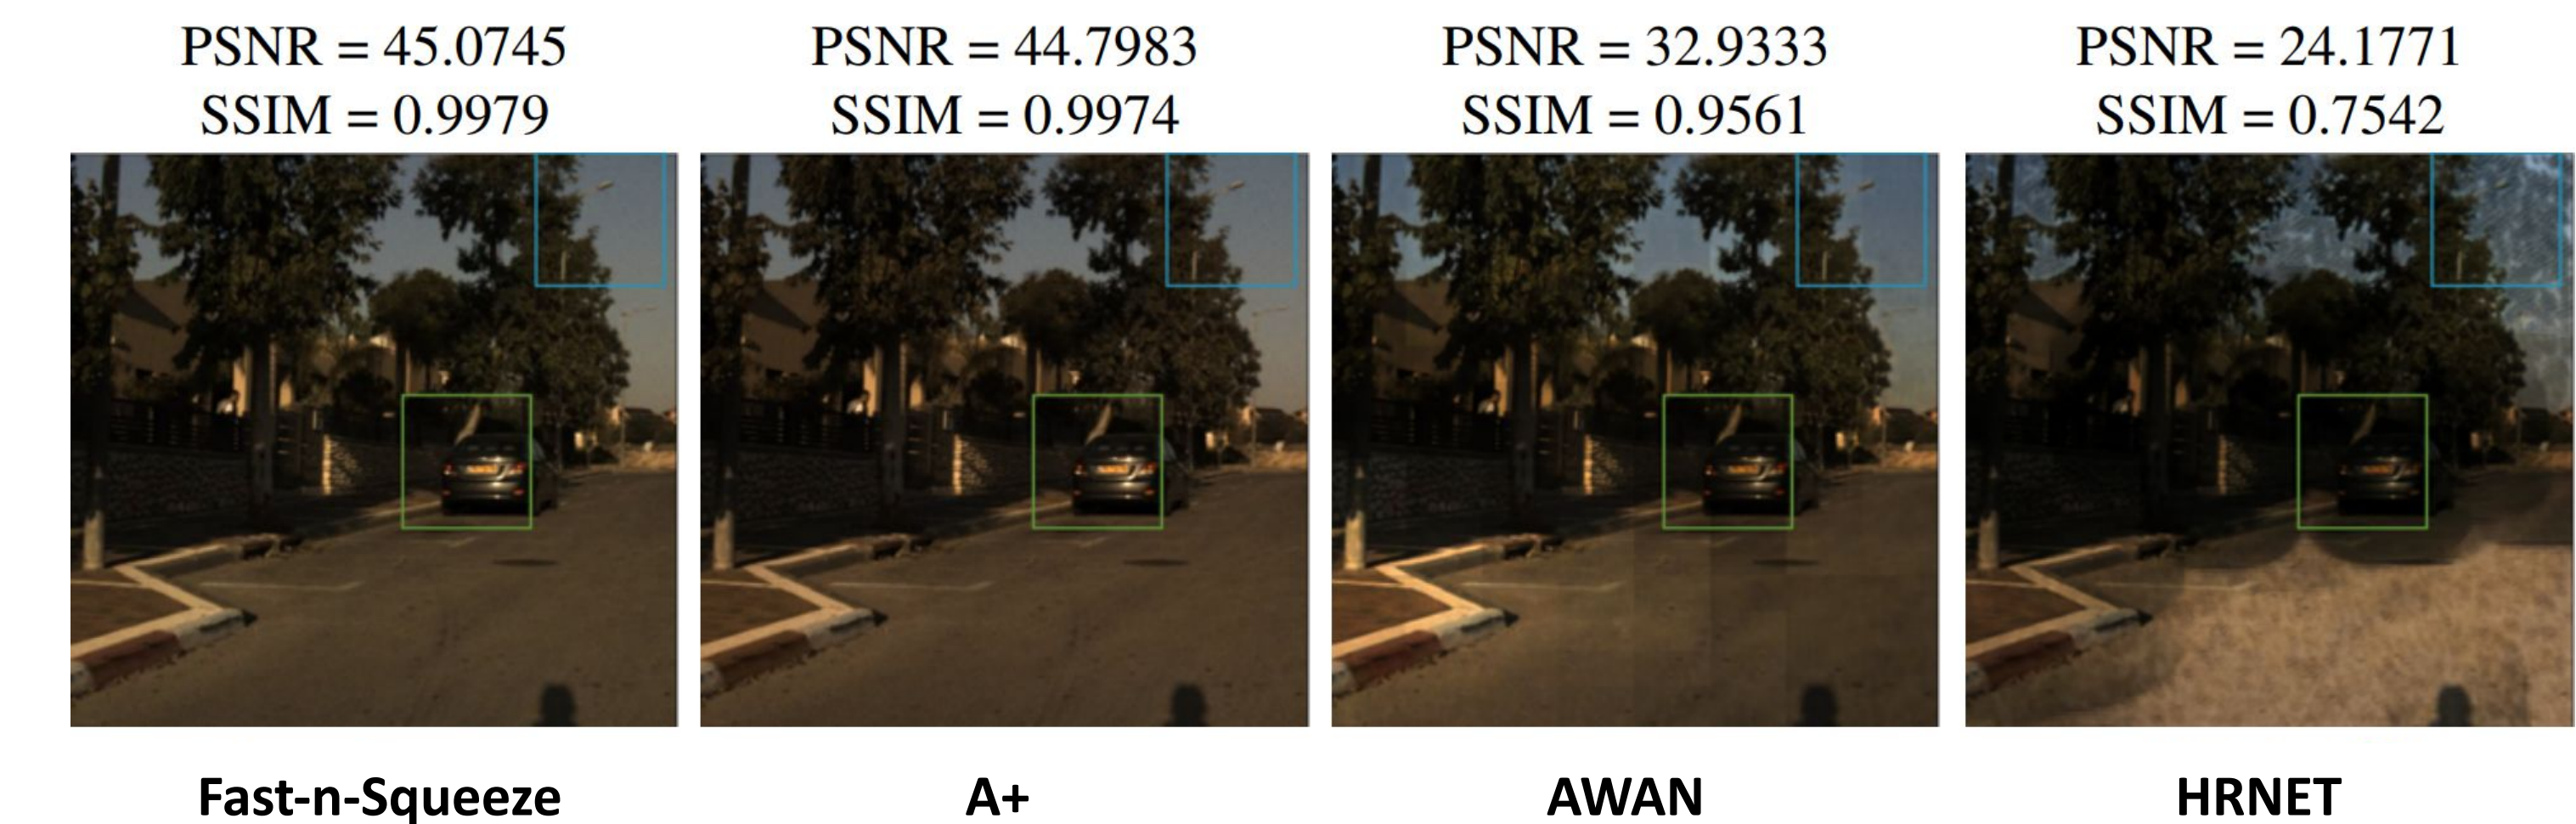 PSNR = 45.0745
SSIM = 0.9979
PSNR = 44.7983
SSIM = 0.9974
PSNR = 32.9333
SSIM = 0.9561
PSNR = 24.1771
SSIM = 0.7542
Fast-n-Squeeze
A+
AWAN
HRNET